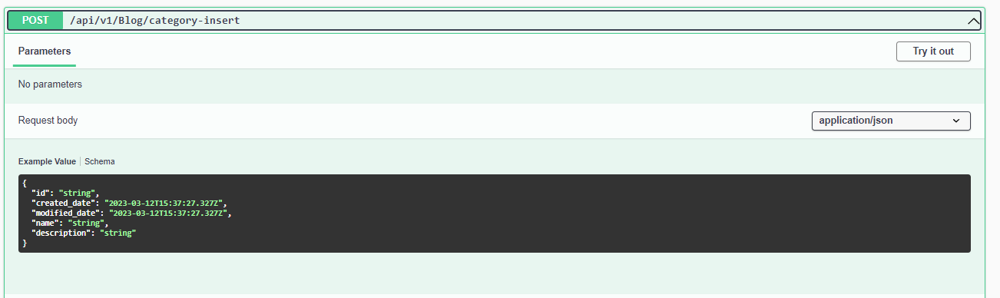 POST /api/v1/Blog/category-insert
Parameters Try it out
No parameters
Request body application/json
Example Value Schema
{
"id": "string",
"created_date": "2023-03-12T15:37:27.327Z",
"modified_date": "2023-03-12T15:37:27.327Z",
"name": "string",
"description": "string"
}